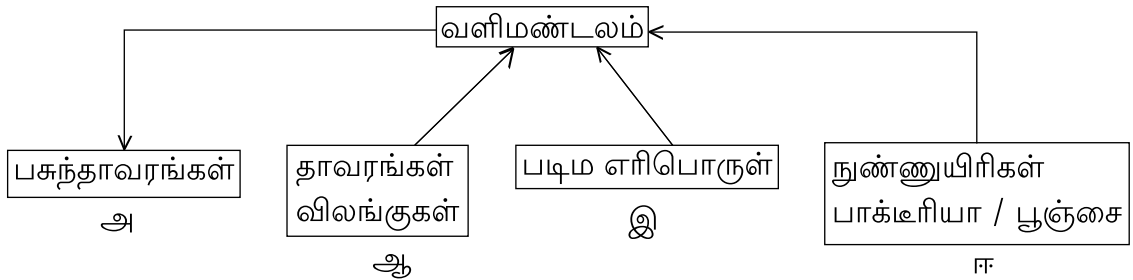 வளிமண்டலம்
பசுந்தாவரங்கள்
அ
தாவரங்கள்
விலங்குகள்
ஆ
படிம எரிபொருள்
இ
நுண்ணுயிரிகள்
பாக்டீரியா / பூஞ்சை
ஈ